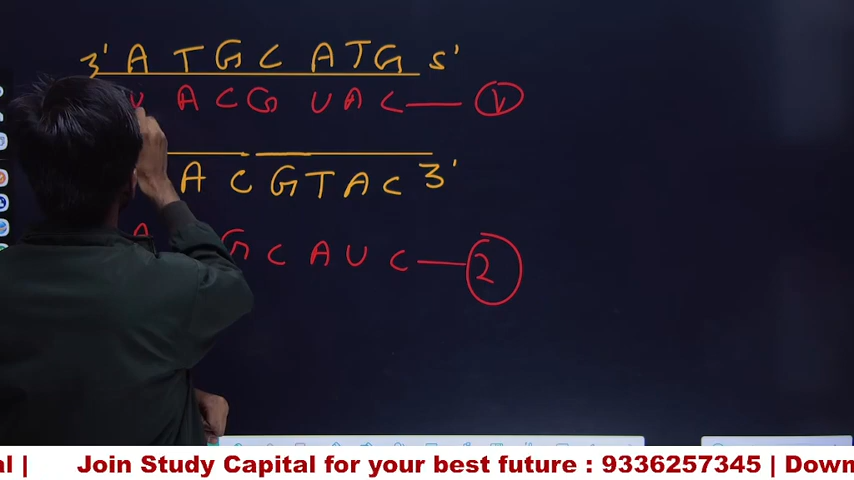 3' A T G C A T G 5'
U A C G U A C — 1
A C G T A C 3'
A G C A U C — 2
al | Join Study Capital for your best future : 9336257345 | Down